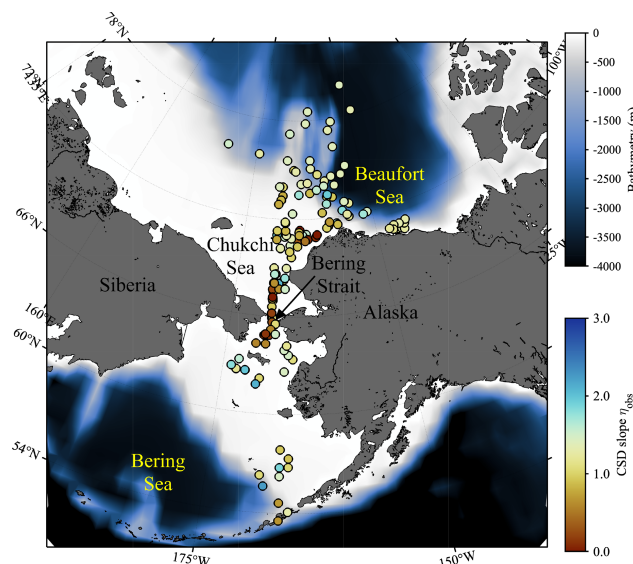 78°N
100°W
72°N
0
-500
-1000
-1500
-2000
-2500
-3000
-3500
-4000
Bathymetry (m)
Beaufort
Sea
66°N
Chukchi
Sea
Bering
Strait
Siberia
Alaska
160°E
60°N
3.0
2.0
1.0
0.0
CSD slope ηobs
54°N
Bering
Sea
175°W
150°W